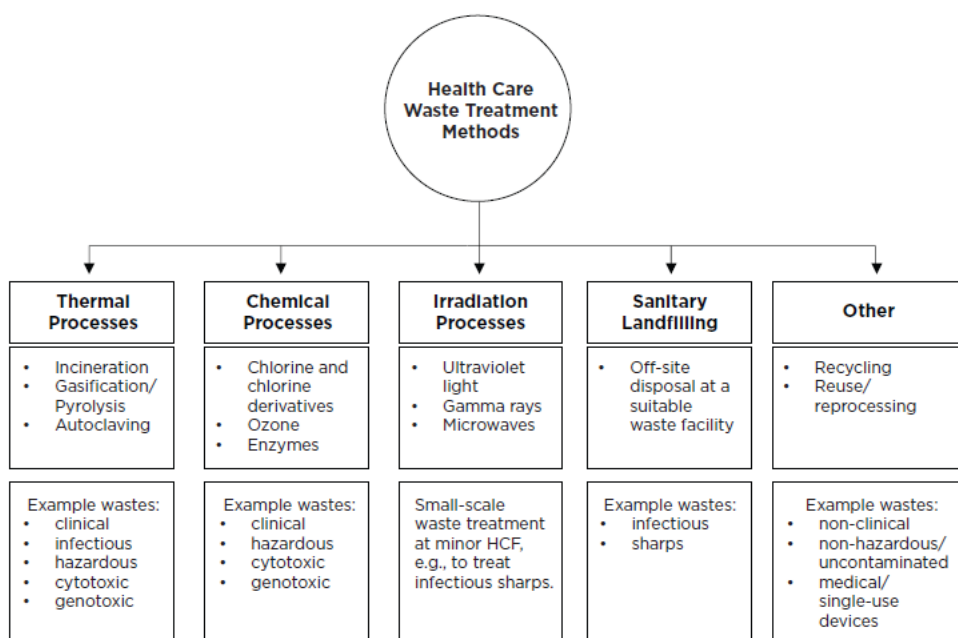 Health Care
Waste Treatment
Methods
Thermal
Processes
• Incineration
• Gasification/
Pyrolysis
• Autoclaving
Example wastes:
• clinical
• infectious
• hazardous
• cytotoxic
• genotoxic
Chemical
Processes
• Chlorine and
chlorine
derivatives
• Ozone
• Enzymes
Example wastes:
• clinical
• hazardous
• cytotoxic
• genotoxic
Irradiation
Processes
• Ultraviolet
light
• Gamma rays
• Microwaves
Small-scale
waste treatment
at minor HCF,
e.g., to treat
infectious sharps.
Sanitary
Landfilling
• Off-site
disposal at a
suitable
waste facility
Example wastes:
• infectious
• sharps
Other
• Recycling
• Reuse/
reprocessing
Example wastes:
• non-clinical
• non-hazardous/
uncontaminated
• medical/
single-use
devices